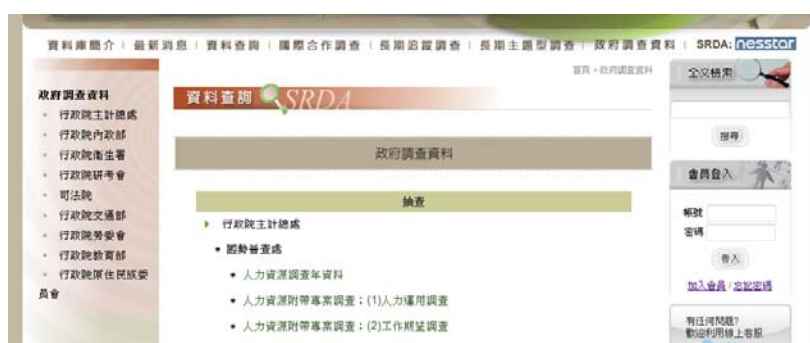 資料庫簡介 | 最新消息 | 資料查詢 | 國際合作調查 | 長期追蹤調查 | 長期主題型調查 | 政府調查資料 | SRDA: nesstar
首頁 > 政府調查資料
政府調查資料
行政院主計總處
行政院內政部
行政院衛生署
行政院研考會
司法院
行政院交通部
行政院勞委會
行政院教育部
行政院原住民族委
員會
資料查詢 SRDA
政府調查資料
抽查
行政院主計總處
國勢普查處
人力資源調查年資料
人力資源附帶專案調查：(1)人力運用調查
人力資源附帶專案調查：(2)工作期望調查
全文檢索
搜尋
會員登入
帳號
密碼
登入
加入會員 / 忘記密碼
有任何問題?
歡迎利用線上客服